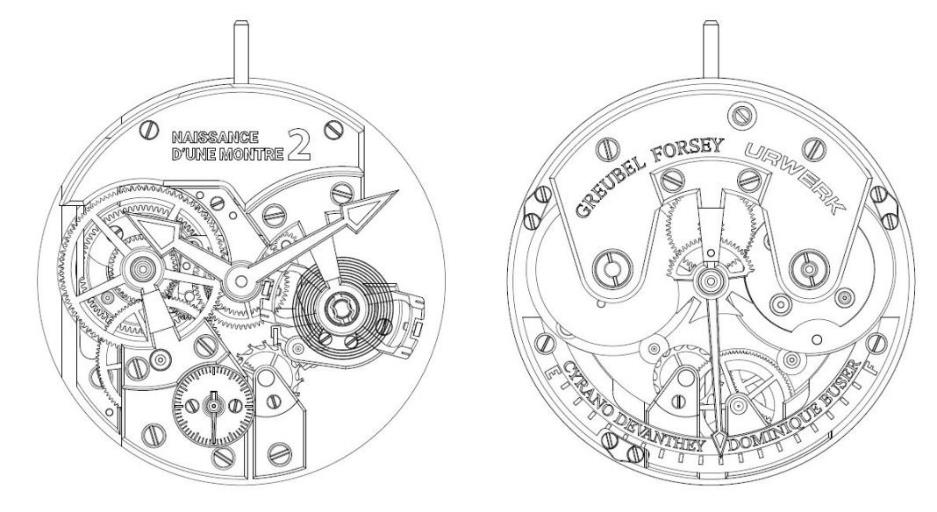 NAISSANCE
D'UNE MONTRE 2
GREUBEL FORSEY
URWERK
E
F
CYRANO DEVANTHEY
DOMINIQUE BUSER